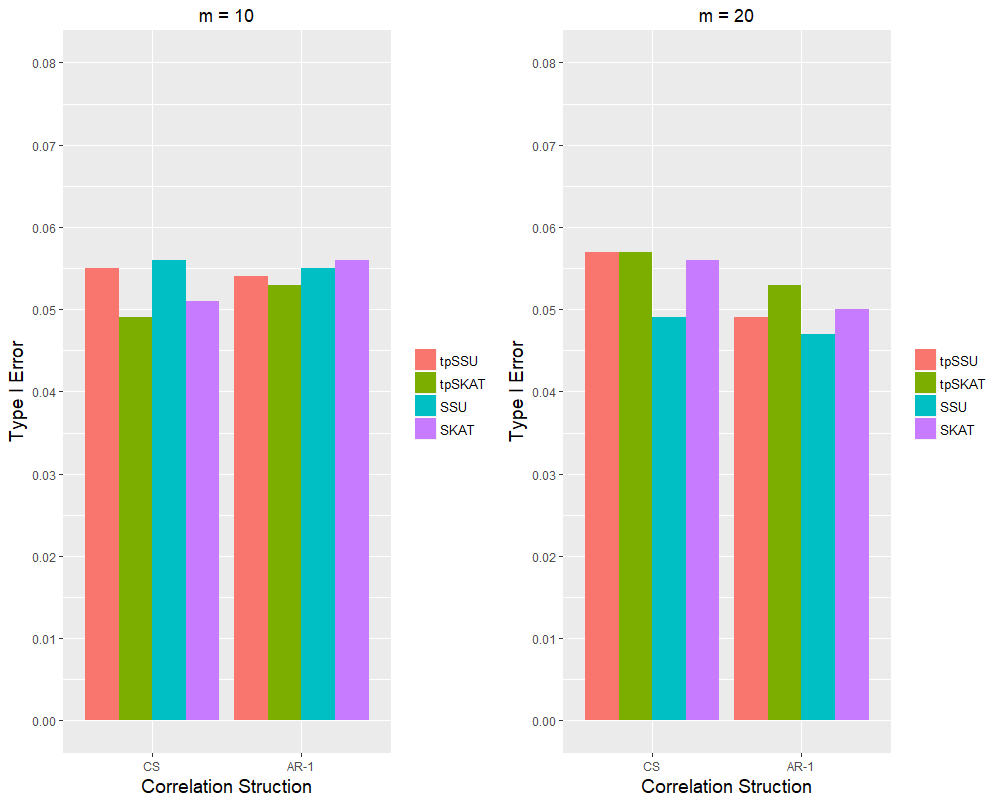 m = 10
0.08
0.07
0.06
0.05
0.04
0.03
0.02
0.01
0.00
Type I Error
CS
AR-1
Correlation Struction
tpSSU
tpSKAT
SSU
SKAT
m = 20
0.08
0.07
0.06
0.05
0.04
0.03
0.02
0.01
0.00
Type I Error
CS
AR-1
Correlation Struction
tpSSU
tpSKAT
SSU
SKAT